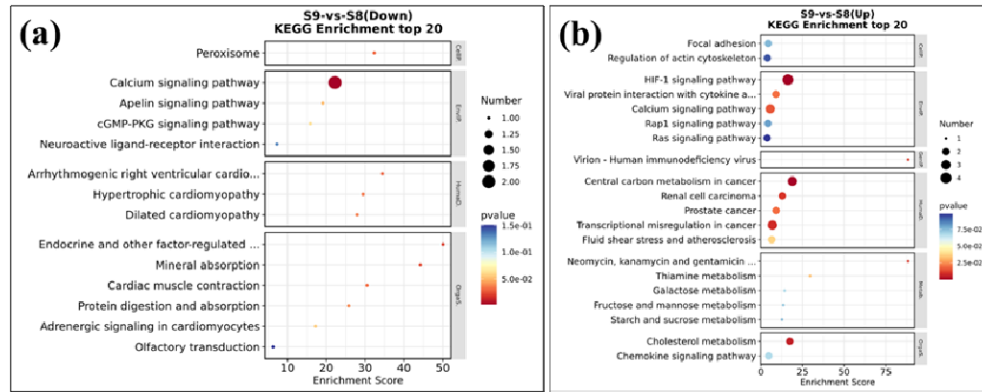 (a)
S9-vs-S8(Down)
KEGG Enrichment top 20
Peroxisome
Calcium signaling pathway
Apelin signaling pathway
cGMP-PKG signaling pathway
Neuroactive ligand-receptor interaction
Arrhythmogenic right ventricular cardio...
Hypertrophic cardiomyopathy
Dilated cardiomyopathy
Endocrine and other factor-regulated ...
Mineral absorption
Cardiac muscle contraction
Protein digestion and absorption
Adrenergic signaling in cardiomyocytes
Olfactory transduction
10 20 30 40 50
Enrichment Score
CellP.
EnvIP.
HumaD.
OrgaS.
Number
1.00
1.25
1.50
1.75
2.00
pvalue
1.5e-01
1.0e-01
5.0e-02
(b)
S9-vs-S8(Up)
KEGG Enrichment top 20
Focal adhesion
Regulation of actin cytoskeleton
HIF-1 signaling pathway
Viral protein interaction with cytokine a...
Calcium signaling pathway
Rap1 signaling pathway
Ras signaling pathway
Virion - Human immunodeficiency virus
Central carbon metabolism in cancer
Renal cell carcinoma
Prostate cancer
Transcriptional misregulation in cancer
Fluid shear stress and atherosclerosis
Neomycin, kanamycin and gentamicin ...
Thiamine metabolism
Galactose metabolism
Fructose and mannose metabolism
Starch and sucrose metabolism
Cholesterol metabolism
Chemokine signaling pathway
0 25 50 75
Enrichment Score
CellP.
EnvIP.
HumaD.
Metab.
OrgaS.
Number
1
2
3
4
pvalue
7.5e-02
5.0e-02
2.5e-02